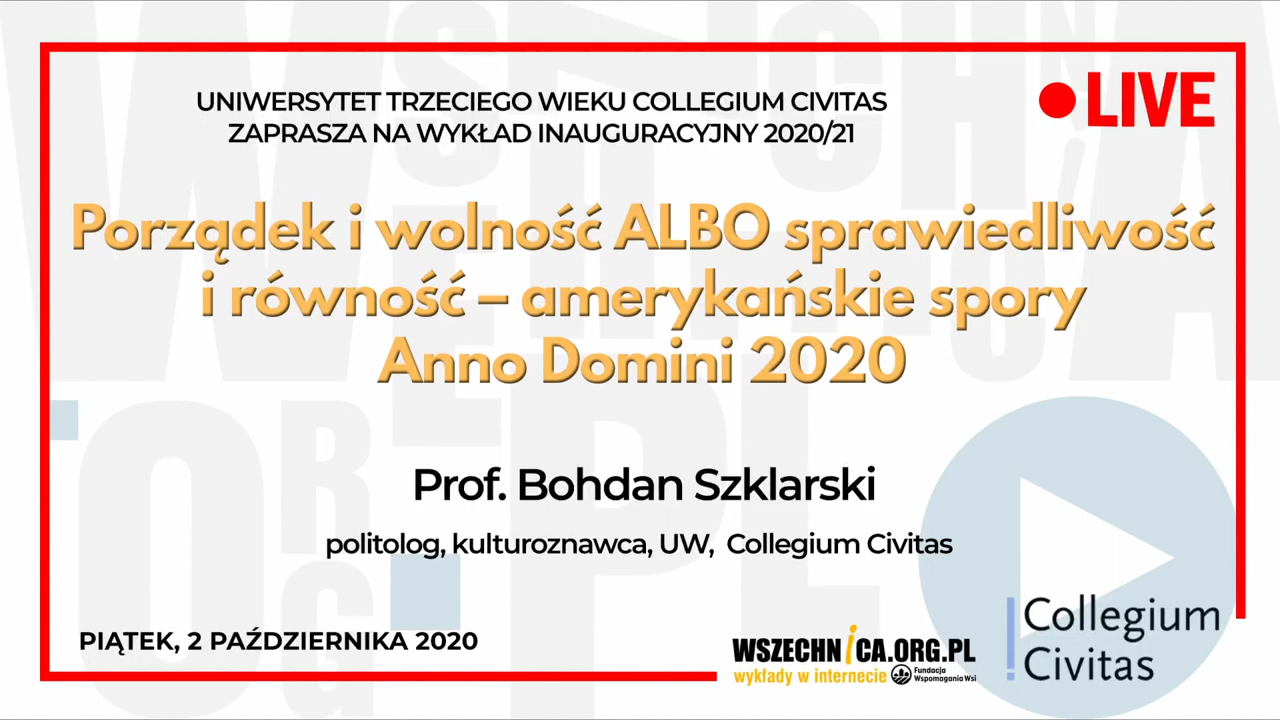 UNIWERSYTET TRZECIEGO WIEKU COLLEGIUM CIVITAS
ZAPRASZA NA WYKŁAD INAUGURACYJNY 2020/21
LIVE
Porządek i wolność ALBO sprawiedliwość
i równość – amerykańskie spory
Anno Domini 2020
Prof. Bohdan Szklarski
politolog, kulturoznawca, UW, Collegium Civitas
PIĄTEK, 2 PAŹDZIERNIKA 2020
WSZECHNiCA.ORG.PL
wykłady w internecie
Fundacja
Wspomagania Wsi
Collegium
Civitas